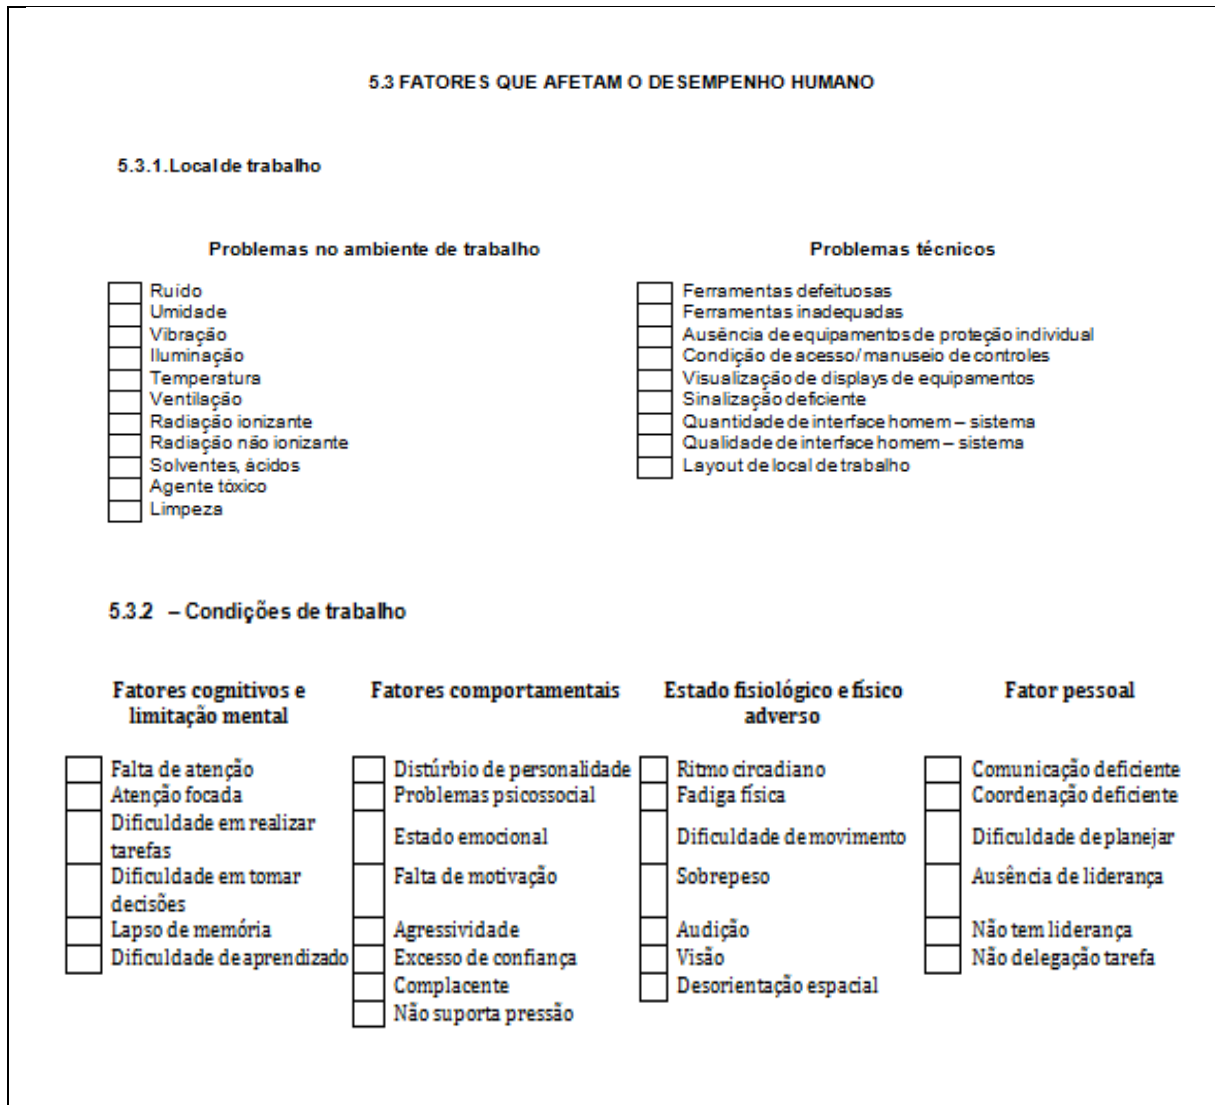 5.3 FATORES QUE AFETAM O DESEMPENHO HUMANO
5.3.1.Local de trabalho
Problemas no ambiente de trabalho
Ruído
Umidade
Vibração
Iluminação
Temperatura
Ventilação
Radiação ionizante
Radiação não ionizante
Solventes, ácidos
Agente tóxico
Limpeza
Problemas técnicos
Ferramentas defeituosas
Ferramentas inadequadas
Ausência de equipamentos de proteção individual
Condição de acesso/ manuseio de controles
Visualização de displays de equipamentos
Sinalização deficiente
Quantidade de interface homem – sistema
Qualidade de interface homem – sistema
Layout de local de trabalho
5.3.2 – Condições de trabalho
Fatores cognitivos e
limitação mental
Falta de atenção
Atenção focada
Dificuldade em realizar
tarefas
Dificuldade em tomar
decisões
Lapso de memória
Dificuldade de aprendizado
Fatores comportamentais
Distúrbio de personalidade
Problemas psicossocial
Estado emocional
Falta de motivação
Agressividade
Excesso de confiança
Complacente
Não suporta pressão
Estado fisiológico e físico
adverso
Ritmo circadiano
Fadiga física
Dificuldade de movimento
Sobrepeso
Audição
Visão
Desorientação espacial
Fator pessoal
Comunicação deficiente
Coordenação deficiente
Dificuldade de planejar
Ausência de liderança
Não tem liderança
Não delegação tarefa